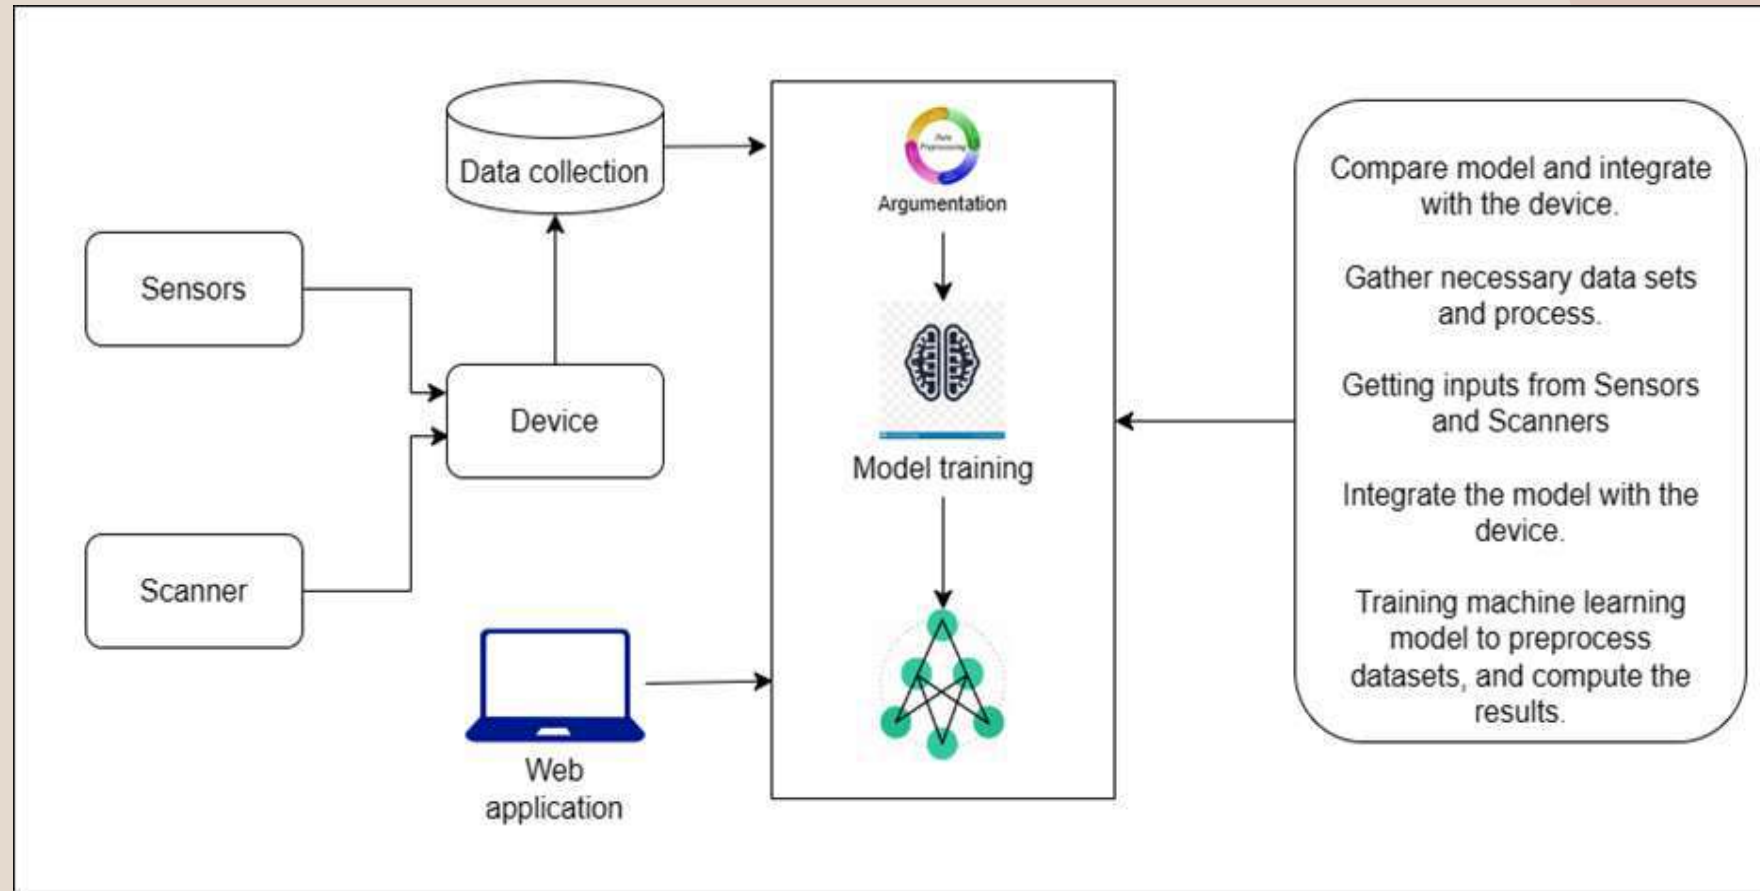 Data collection
Sensors
Device
Scanner
Web
application
Data
Preprocessing
Argumentation
Model training
Compare model and integrate
with the device.
Gather necessary data sets
and process.
Getting inputs from Sensors
and Scanners
Integrate the model with the
device.
Training machine learning
model to preprocess
datasets, and compute the
results.